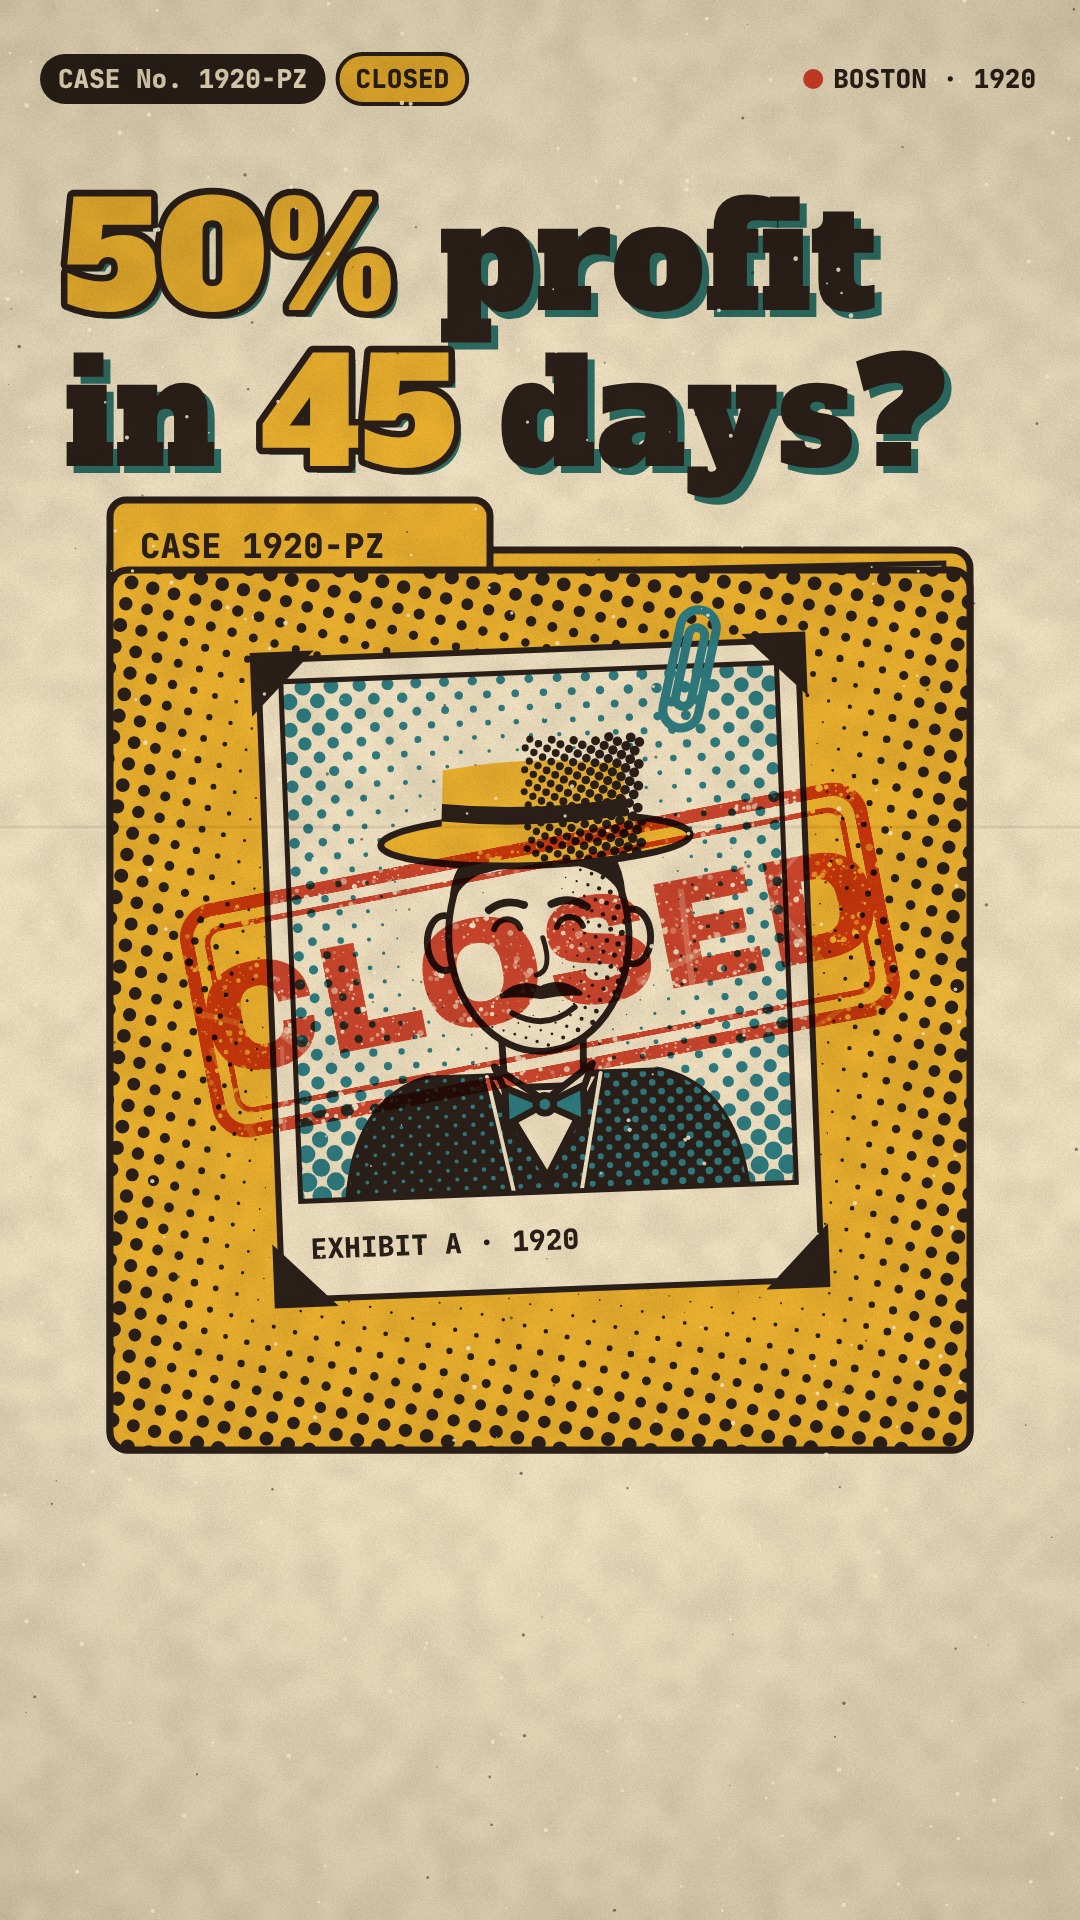 CASE No. 1920-PZ
CLOSED
BOSTON · 1920
50% profit
in 45 days?
CASE 1920-PZ
CLOSED
EXHIBIT A · 1920